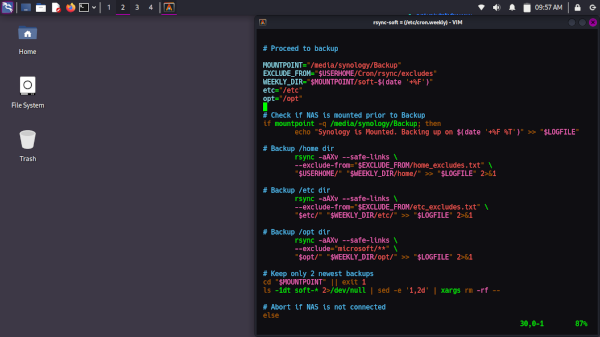 1 2 3 4
09:57 AM
Home
File System
Trash
rsync-soft = (/etc/cron.weekly) - VIM
# Proceed to backup
MOUNTPOINT="/media/synology/Backup"
EXCLUDE_FROM="$USERHOME/Cron/rsync/excludes"
WEEKLY_DIR="$MOUNTPOINT/soft-$(date '+%F')"
etc="/etc"
opt="/opt"
# Check if NAS is mounted prior to Backup
if mountpoint -q /media/synology/Backup; then
echo "Synology is Mounted. Backing up on $(date '+%F %T')" >> "$LOGFILE"
# Backup /home dir
rsync -aAXv --safe-links \
--exclude-from="$EXCLUDE_FROM/home_excludes.txt" \
"$USERHOME/" "$WEEKLY_DIR/home/" >> "$LOGFILE" 2>&1
# Backup /etc dir
rsync -aAXv --safe-links \
--exclude-from="$EXCLUDE_FROM/etc_excludes.txt" \
"$etc/" "$WEEKLY_DIR/etc/" >> "$LOGFILE" 2>&1
# Backup /opt dir
rsync -aAXv --safe-links \
--exclude="microsoft/**" \
"$opt/" "$WEEKLY_DIR/opt/" >> "$LOGFILE" 2>&1
# Keep only 2 newest backups
cd "$MOUNTPOINT" || exit 1
ls -1dt soft-* 2>/dev/null | sed -e '1,2d' | xargs rm -rf --
# Abort if NAS is not connected
else
30,0-1 87%